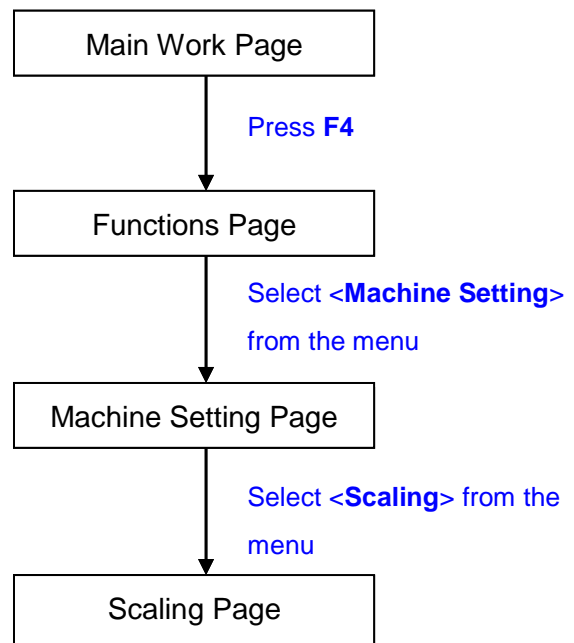 Main Work Page
Press F4
Functions Page
Select <Machine Setting>
from the menu
Machine Setting Page
Select <Scaling> from the
menu
Scaling Page